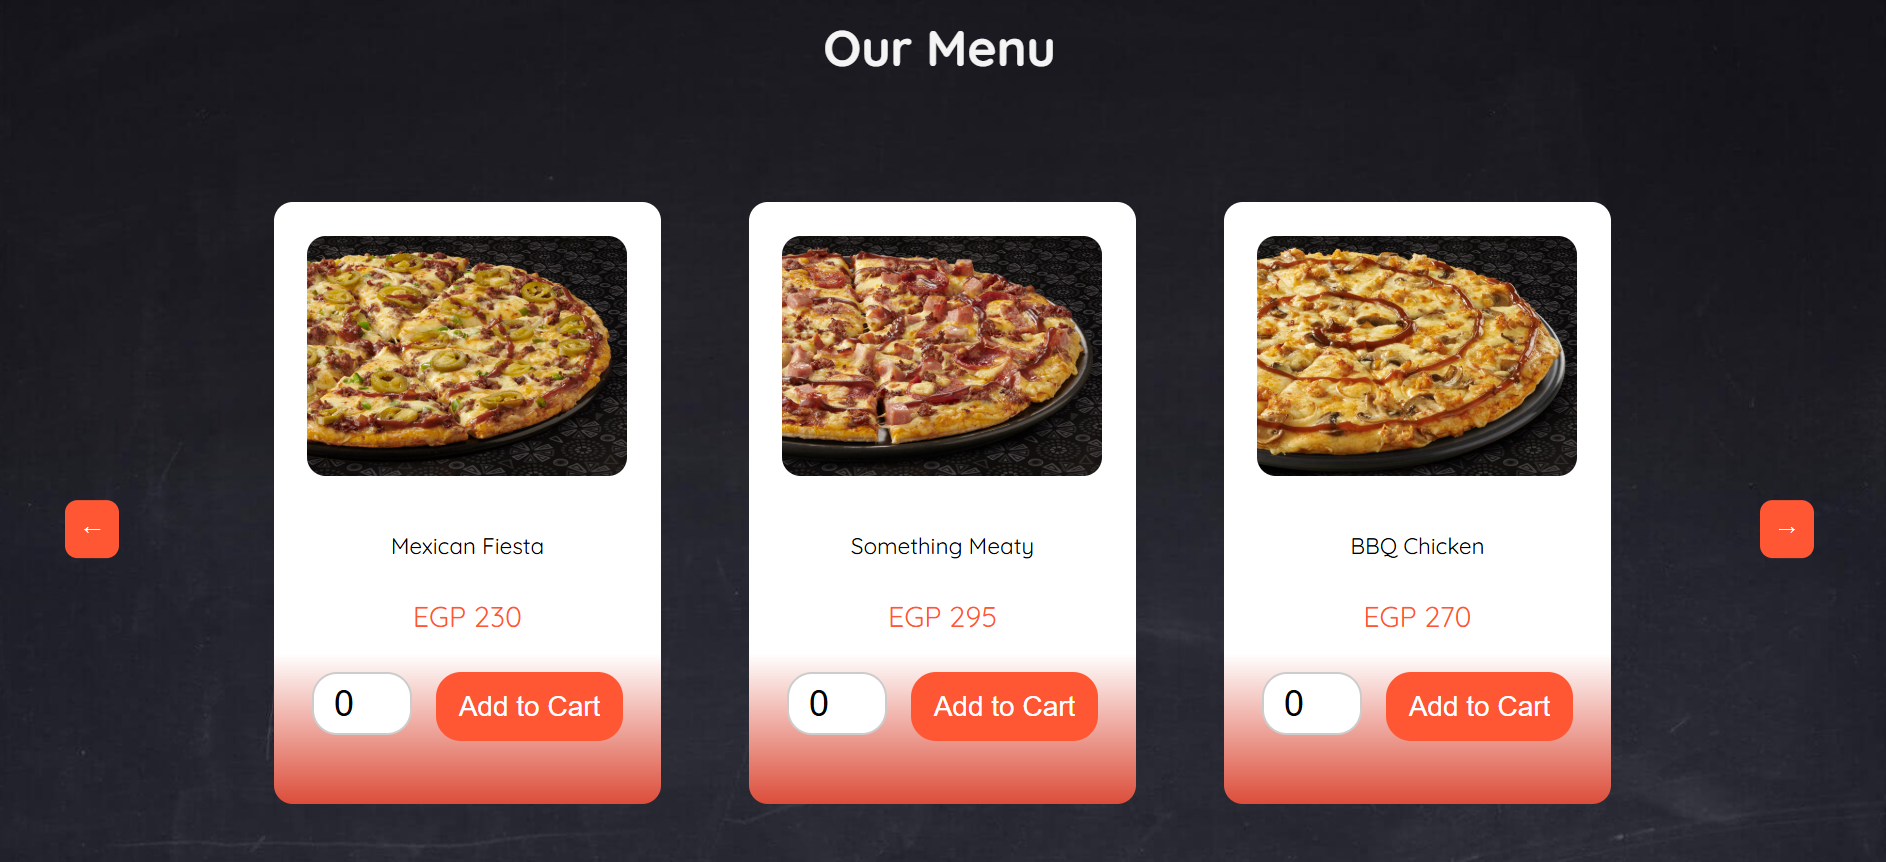 Our Menu
←
→
Mexican Fiesta
EGP 230
0
Add to Cart
Something Meaty
EGP 295
0
Add to Cart
BBQ Chicken
EGP 270
0
Add to Cart